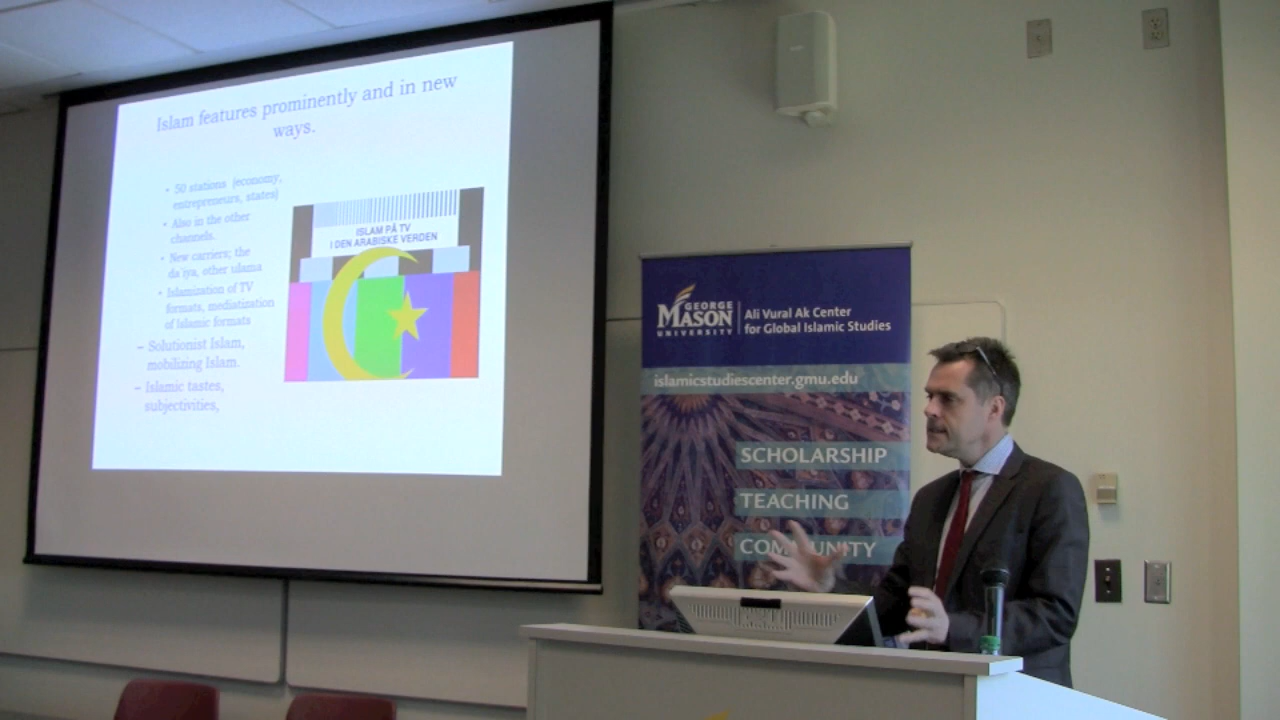 Islam features prominently and in new
ways.
• 50 stations (economy,
entrepreneurs, states)
• Also in the other
channels.
• New carriers; the
da'iya, other ulama
• Islamization of TV
formats, mediatization
of Islamic formats
– Solutionist Islam,
mobilizing Islam.
– Islamic tastes,
subjectivities,
ISLAM PÅ TV
I DEN ARABISKE VERDEN
GEORGE
MASON
UNIVERSITY
Ali Vural Ak Center
for Global Islamic Studies
islamicstudiescenter.gmu.edu
SCHOLARSHIP
TEACHING
COMMUNITY